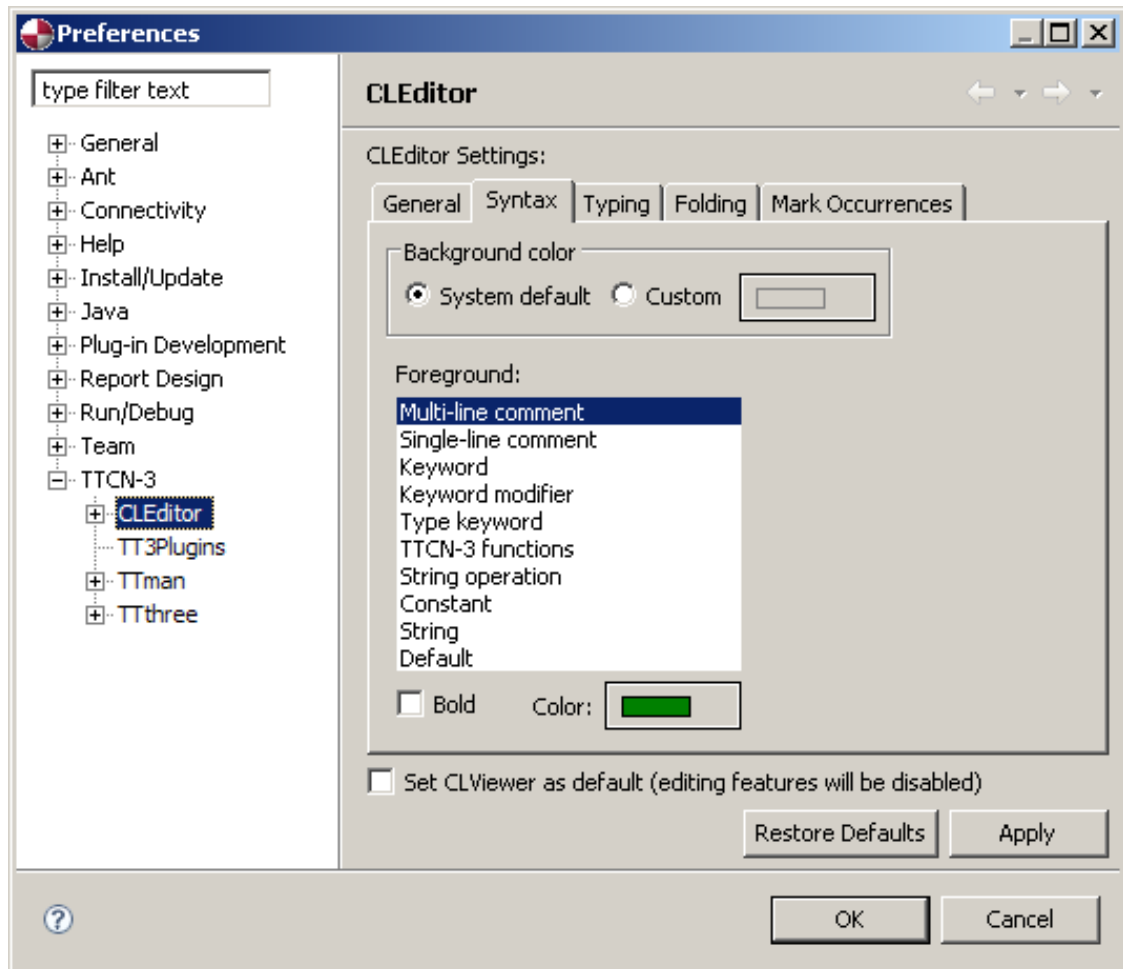 Preferences
type filter text
General
Ant
Connectivity
Help
Install/Update
Java
Plug-in Development
Report Design
Run/Debug
Team
TTCN-3
CLEditor
TT3Plugins
TTman
TTthree
CLEditor
CLEditor Settings:
General Syntax Typing Folding Mark Occurrences
Background color
System default Custom
Foreground:
Multi-line comment
Single-line comment
Keyword
Keyword modifier
Type keyword
TTCN-3 functions
String operation
Constant
String
Default
Bold Color:
Set CLViewer as default (editing features will be disabled)
Restore Defaults Apply
? OK Cancel